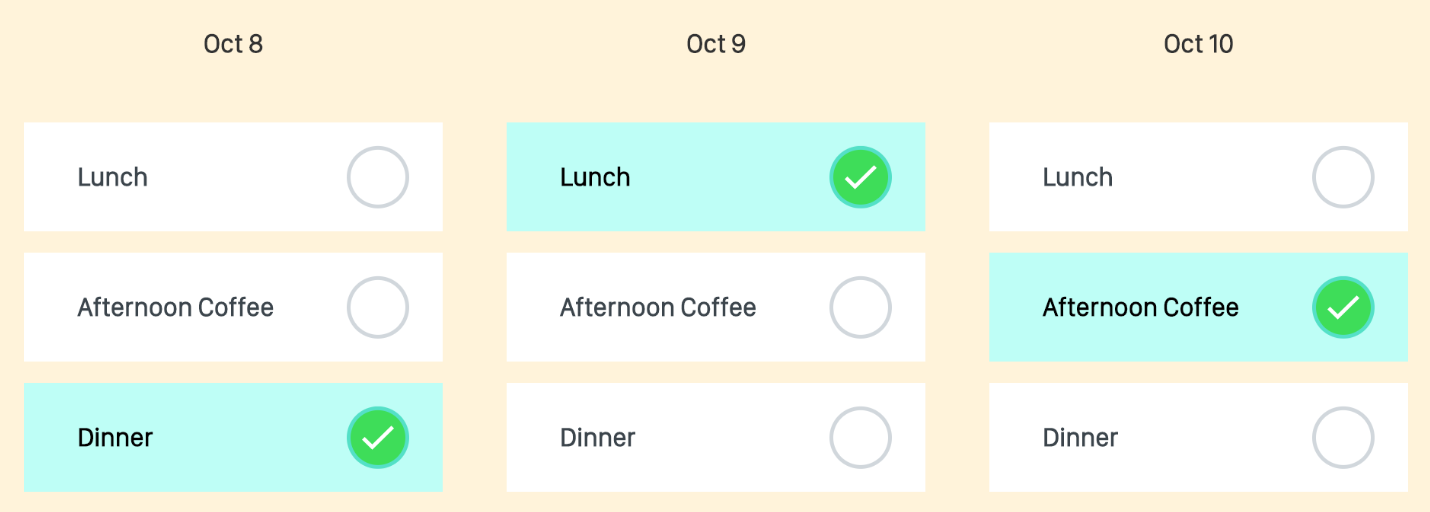 Oct 8
Oct 9
Oct 10
Lunch
Lunch
Lunch
Afternoon Coffee
Afternoon Coffee
Afternoon Coffee
Dinner
Dinner
Dinner